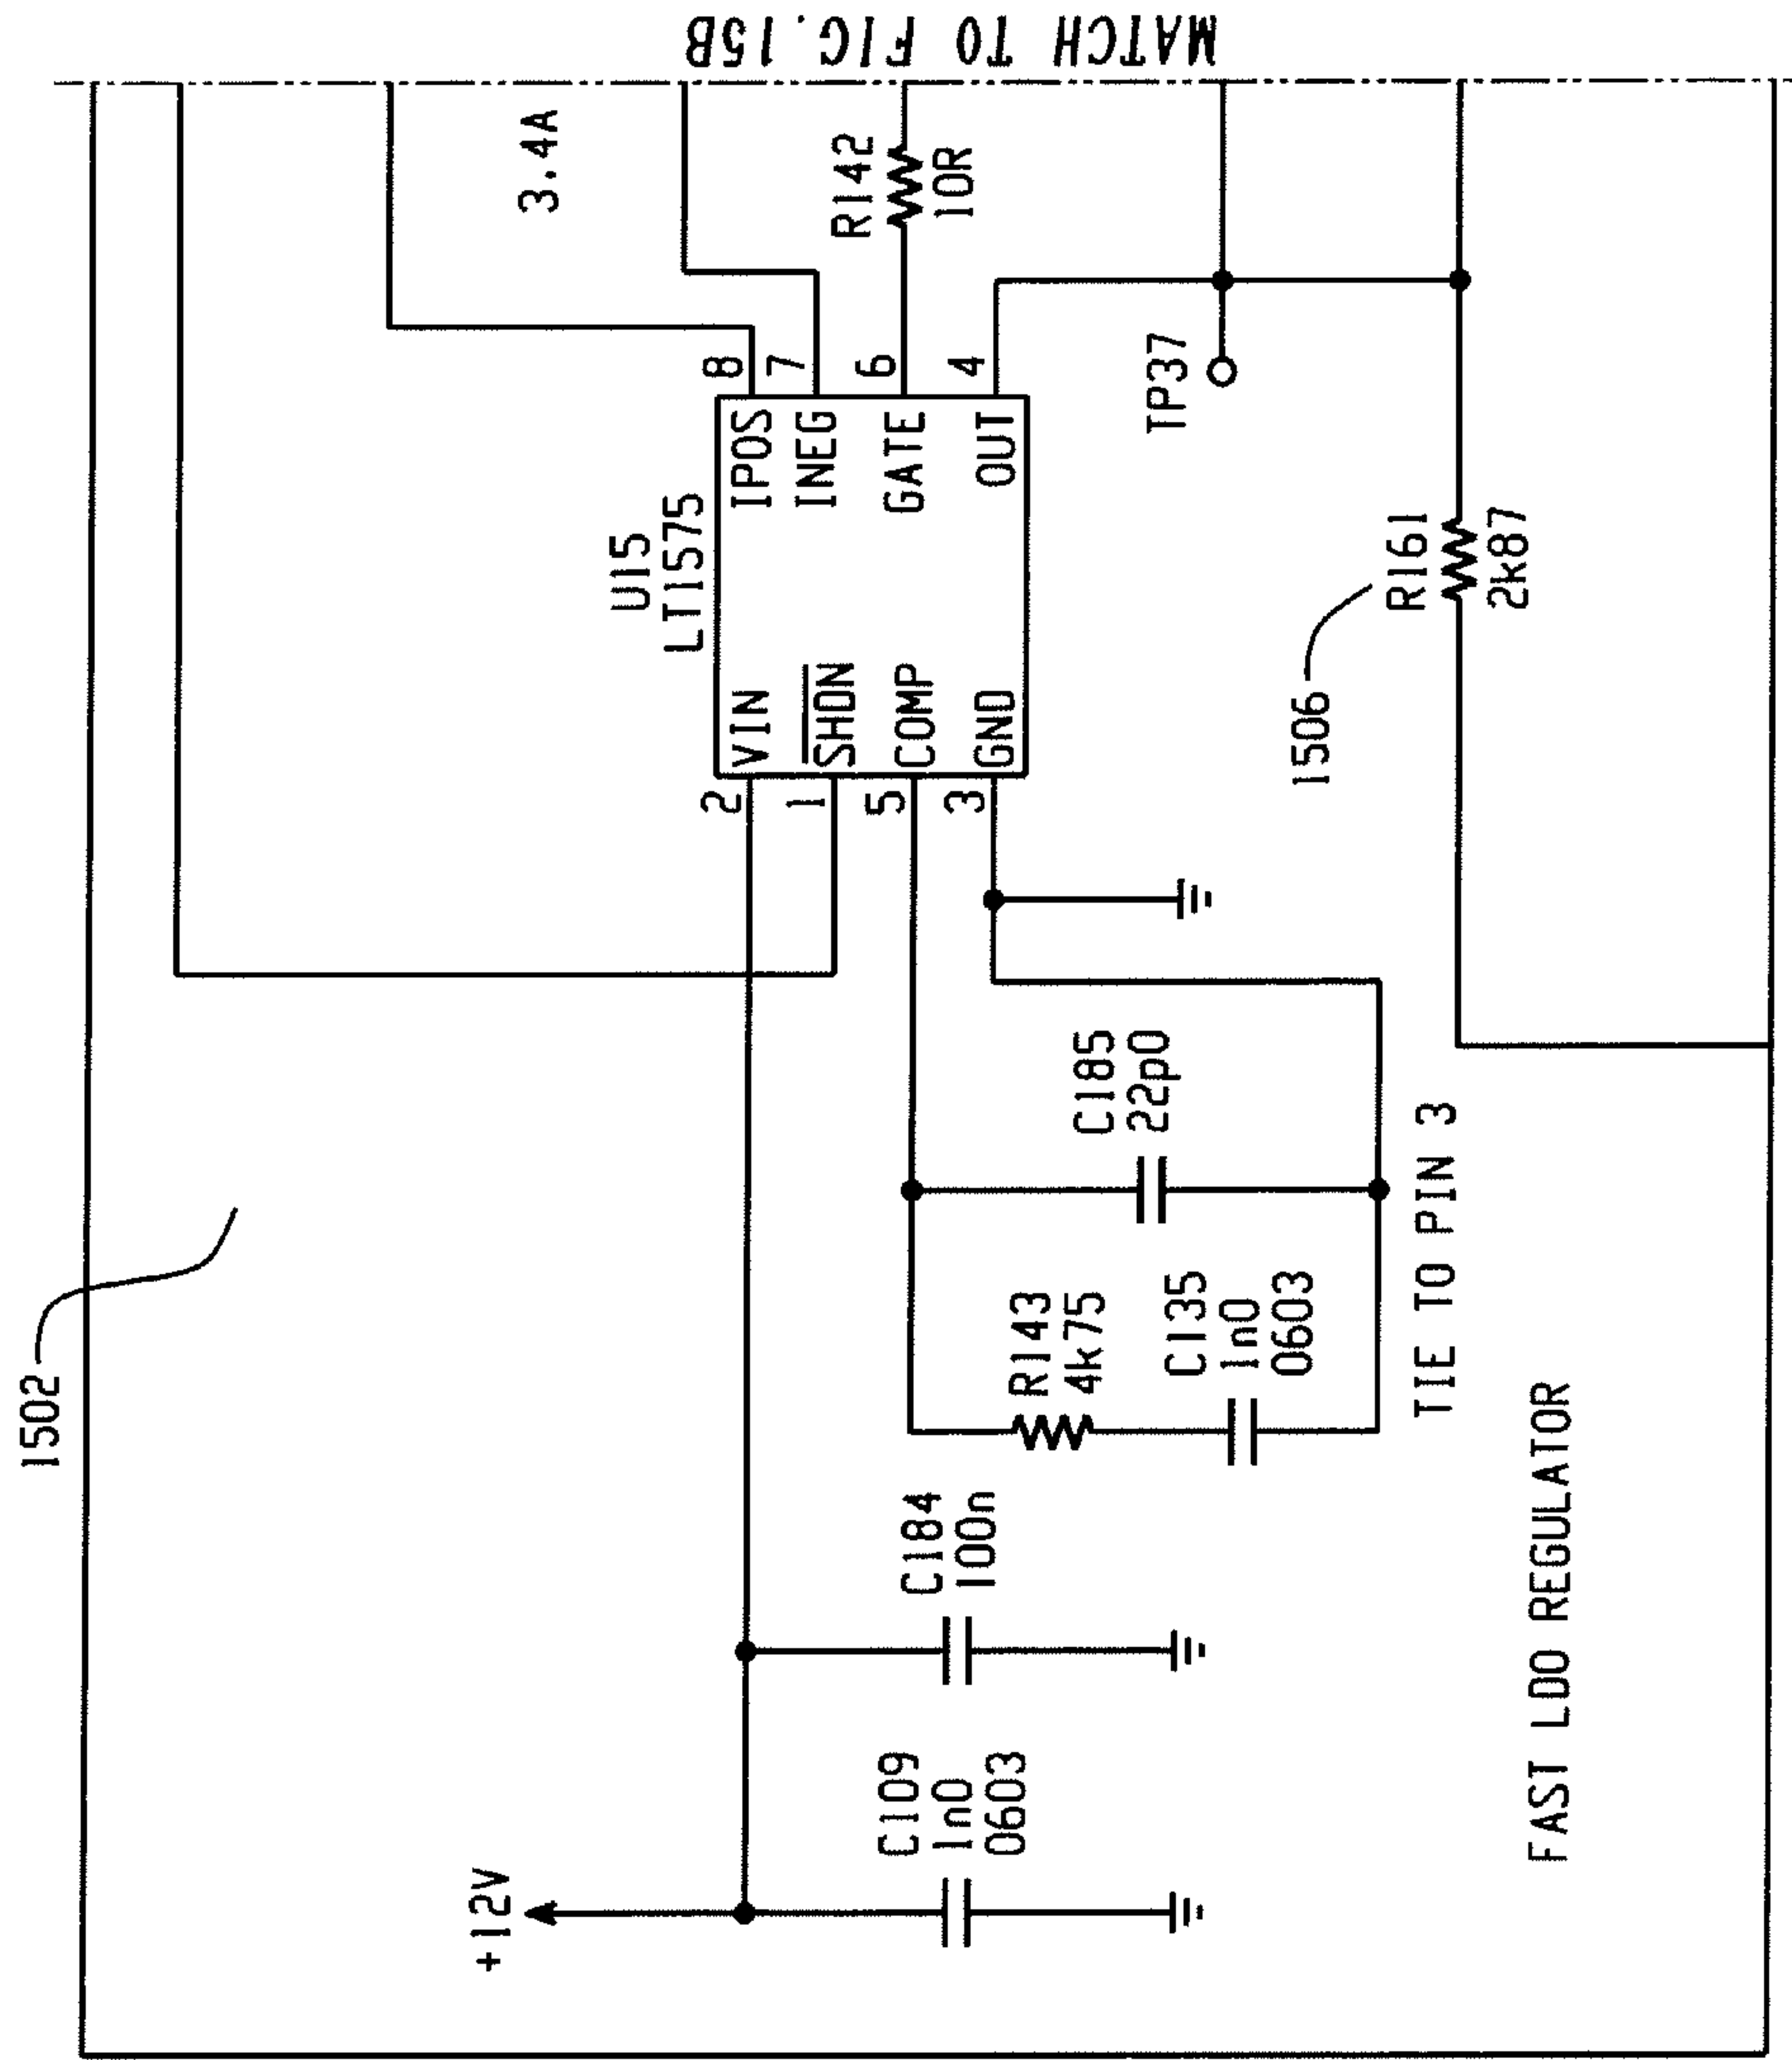 MATCH TO FIG.15B
1502
3.4A
U15
LT1575
VIN
SHDN
COMP
GND
IPOS
INEG
GATE
OUT
2
1
5
3
8
7
6
4
R142
10R
TP37
1506
R161
2k87
+12V
C109
1n0
0603
C184
100n
R143
4k75
C135
1n0
0603
C185
22p0
TIE TO PIN 3
FAST LDO REGULATOR